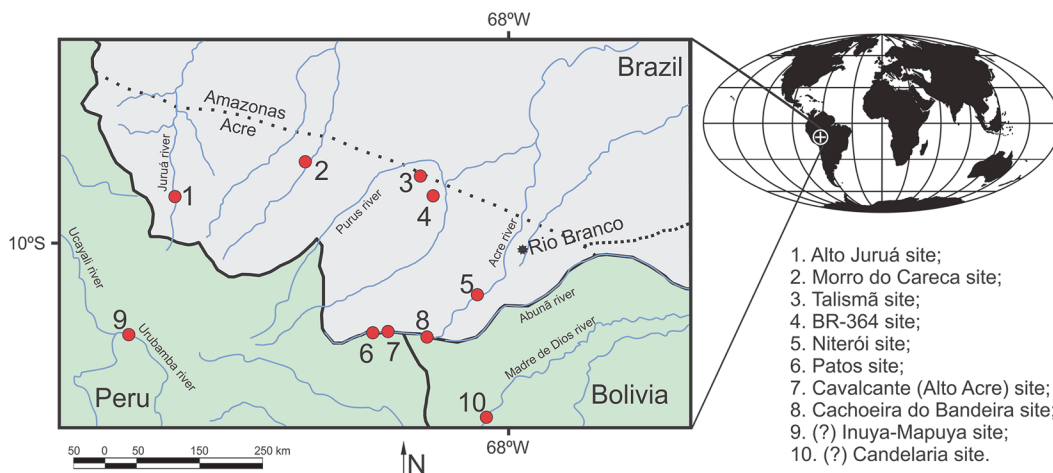 68ºW
Brazil
Amazonas
Acre
Juruá river
1
2
3
4
Purus river
Acre river
Rio Branco
10ºS
Ucayali river
5
Abunã river
9
Urubamba river
6
7
8
Madre de Dios river
Peru
10
Bolivia
68ºW
50 0 50 150 250 km
N
1. Alto Juruá site;
2. Morro do Careca site;
3. Talismã site;
4. BR-364 site;
5. Niterói site;
6. Patos site;
7. Cavalcante (Alto Acre) site;
8. Cachoeira do Bandeira site;
9. (?) Inuya-Mapuya site;
10. (?) Candelaria site.